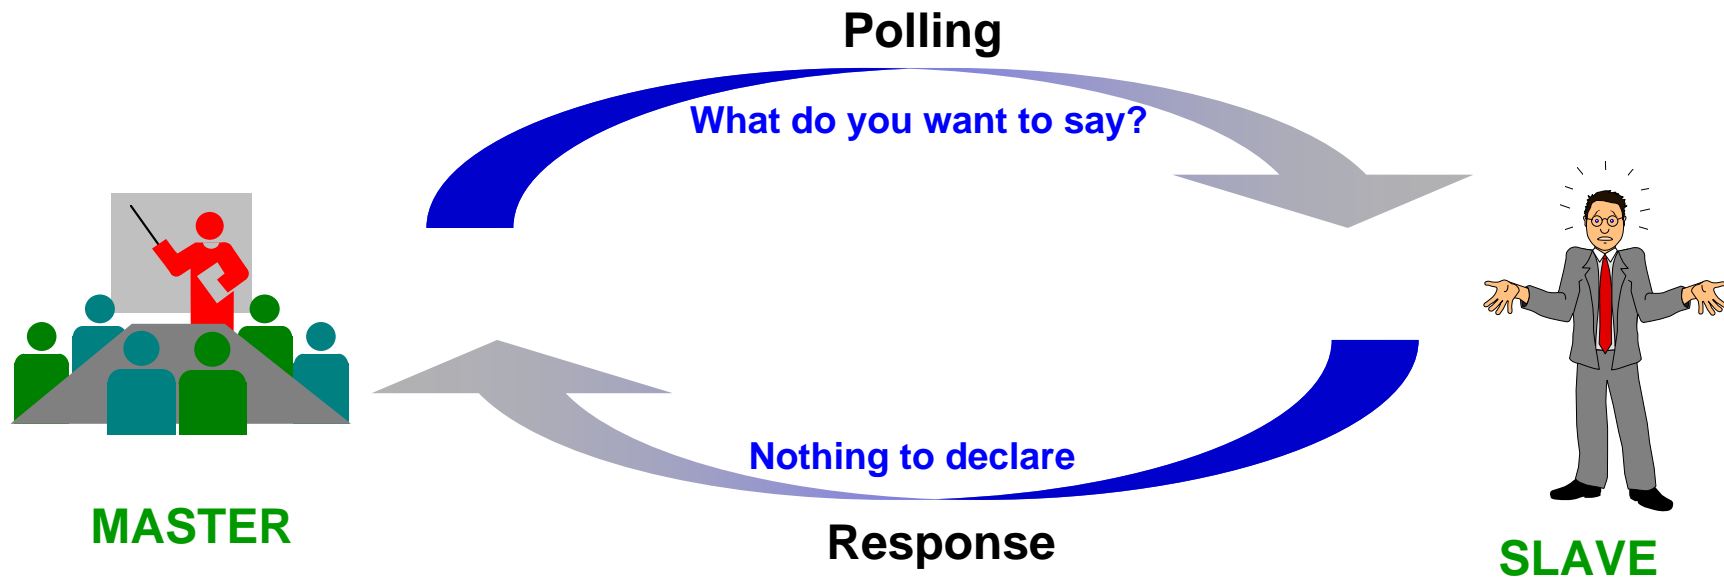 Polling
What do you want to say?
Nothing to declare
MASTER
Response
SLAVE